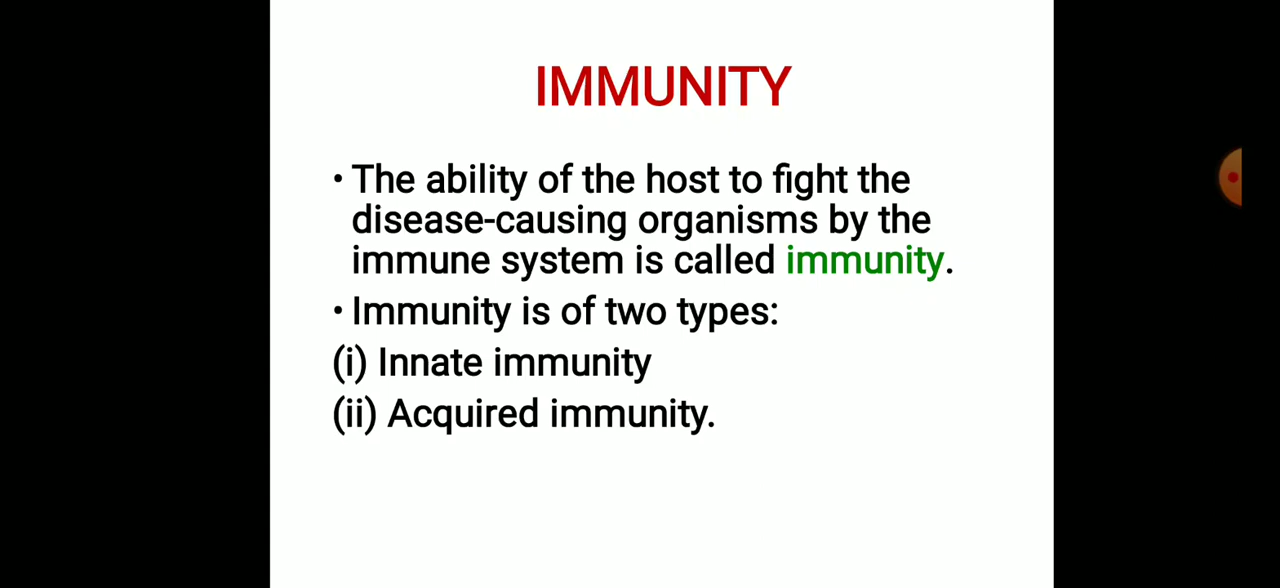 IMMUNITY
• The ability of the host to fight the
disease-causing organisms by the
immune system is called immunity.
• Immunity is of two types:
(i) Innate immunity
(ii) Acquired immunity.